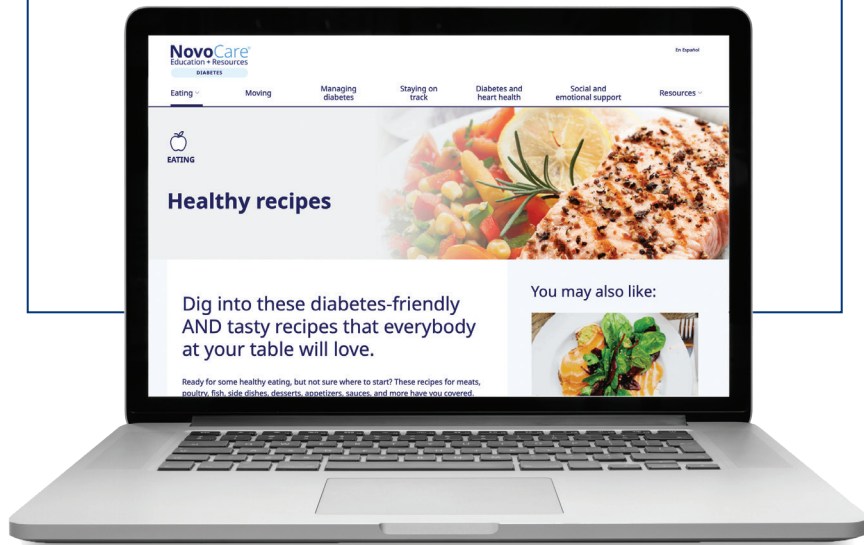 NovoCare®
Education + Resources
DIABETES
En Español
Eating
Moving
Managing
diabetes
Staying on
track
Diabetes and
heart health
Social and
emotional support
Resources
EATING
Healthy recipes
Dig into these diabetes-friendly
AND tasty recipes that everybody
at your table will love.
Ready for some healthy eating, but not sure where to start? These recipes for meats,
poultry, fish, side dishes, desserts, appetizers, sauces, and more have you covered.
You may also like: